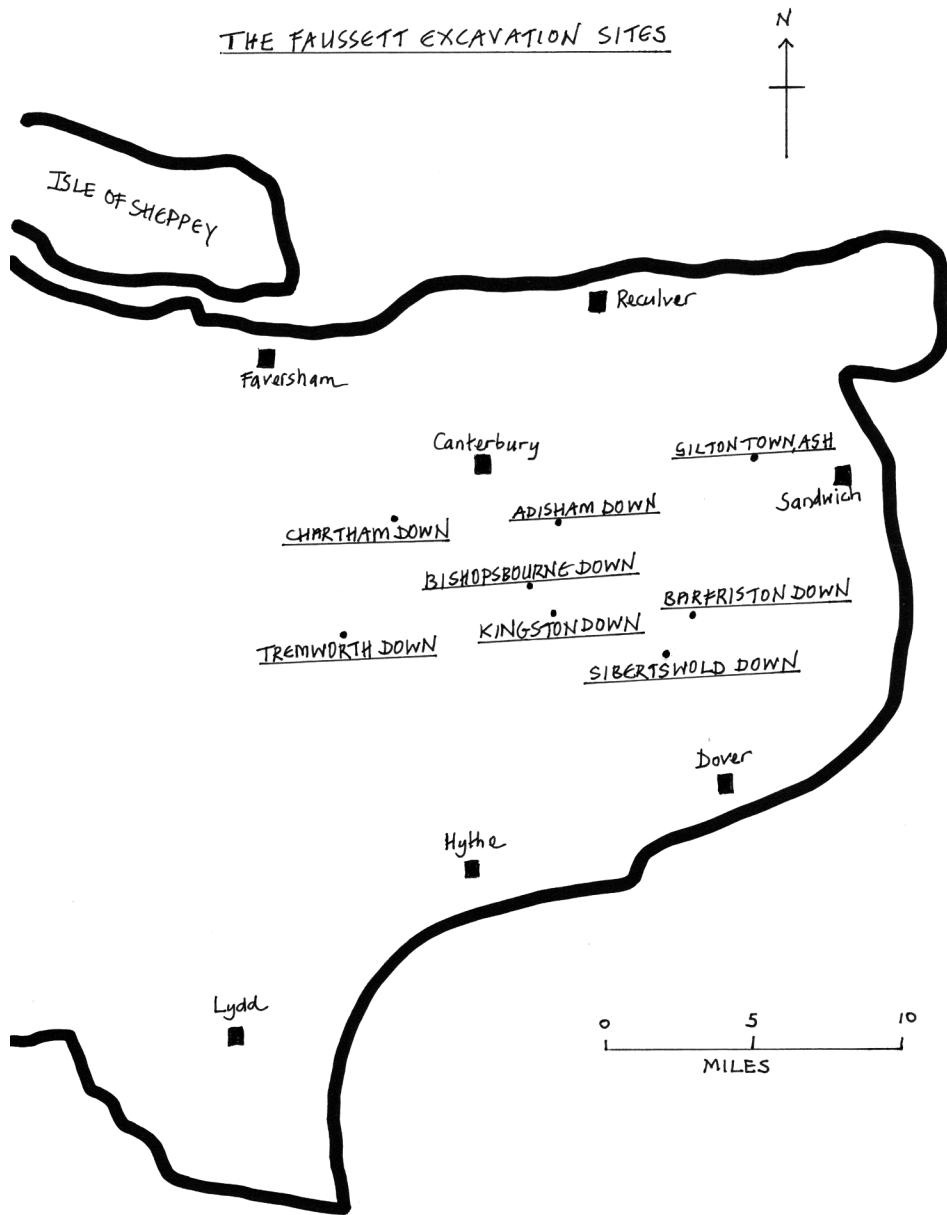 THE FAUSSETT EXCAVATION SITES
N
ISLE OF SHEPPEY
Reculver
Faversham
Canterbury
GILTON TOWN, ASH
Sandwich
ADISHAM DOWN
CHARTHAM DOWN
BISHOPSBOURNE DOWN
BARFRISTON DOWN
KINGSTON DOWN
TREMWORTH DOWN
SIBERTSWOLD DOWN
Dover
Hythe
Lydd
0 5 10
MILES